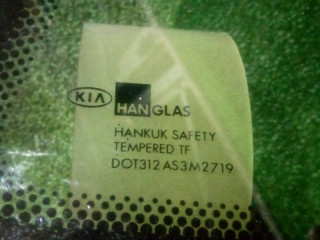 KIA HANGLAS
HANKUK SAFETY
TEMPERED TF
DOT312 AS3M2719